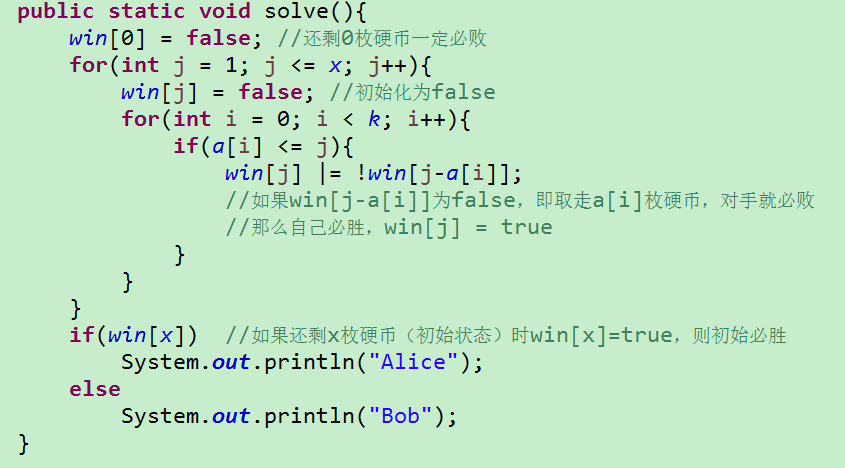 public static void solve(){
    win[0] = false; //还剩0枚硬币一定必败
    for(int j = 1; j <= x; j++){
        win[j] = false; //初始化为false
        for(int i = 0; i < k; i++){
            if(a[i] <= j){
                win[j] |= !win[j-a[i]];
                //如果win[j-a[i]]为false，即取走a[i]枚硬币，对手就必败
                //那么自己必胜，win[j] = true
            }
        }
    }
    if(win[x])  //如果还剩x枚硬币（初始状态）时win[x]=true，则初始必胜
        System.out.println("Alice");
    else
        System.out.println("Bob");
}